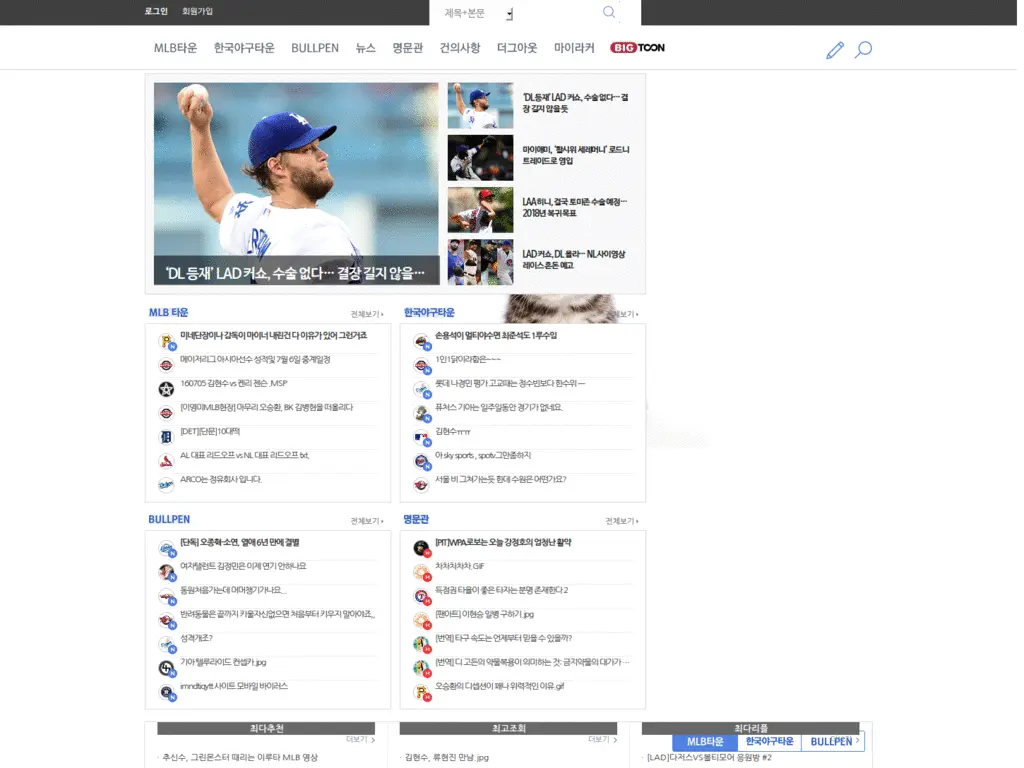 로그인 회원가입
제목+본문
MLB타운 한국야구타운 BULLPEN 뉴스 명문관 건의사항 더그아웃 마이라커 BIGTOON
'DL 등재' LAD 커쇼, 수술 없다… 결장 길지 않을…
'DL 등재' LAD 커쇼, 수술 없다… 결
장 길지 않을 듯
마이애미, '팔시위 세레머니' 로드니
트레이드로 영입
LAA 히니, 결국 토미존 수술 예정…
2018년 복귀 목표
LAD 커쇼, DL 올라… NL 사이영상
레이스 혼돈 예고
MLB 타운 전체보기
미네단장이나 감독이 마이너 내린건 다 이유가 있어 그런거죠
메이저리그 아시아선수 성적및 7월 6일 중계일정
160705 김현수 vs 켄리 젠슨 .MSP
[이영미MLB현장] 마무리 오승환, BK 김병현을 떠올리다
[DET][단문]10대떡
AL 대표 리드오프 vs NL 대표 리드오프 txt,
ARCO는 정유회사 입니다.
한국야구타운 전체보기
손용석이 멀티야수면 최준석도 1루수임
1인1닭이라함은~~~
롯데 나경민 평가. 고교때는 정수빈보다 한수위 ---
퓨처스 기아는 일주일동안 경기가 없네요.
김현수ㅠㅠ
아 sky sports , spotv그만좀하지
서울 비 그쳐가는듯 한데 수원은 어떤가요?
BULLPEN 전체보기
[단독] 오종혁·소연, 열애 6년 만에 결별
여자탤런트 김정민은 이제 연기 안하나요
동원처음가는데 머머챙기가나요...
반려동물은 끝까지 키울자신없으면 처음부터 키우지 말아야죠,,
성격개조?
기아 텔루라이드 컨셉카.jpg
imndtiqytt 사이트 모바일 바이러스
명문관 전체보기
[PIT]WPA로보는 오늘 강정호의 엄청난 활약
차차차차차.GIF
득점권 타율이 좋은 타자는 분명 존재한다 2
[팬아트] 이현승 일병 구하기.jpg
[번역] 타구 속도는 언제부터 믿을 수 있을까?
[번역] 디 고든의 약물복용이 의미하는 것: 금지약물의 대가가 …
오승환의 디셉션이 왜나 위력적인 이유.gif
최다추천 최고조회 최다리플
더보기 더보기
MLB타운 한국야구타운 BULLPEN
· 추신수, 그린몬스터 때리는 이루타 MLB 영상
· 김현수, 류현진 만남.jpg
· [LAD]다저스VS볼티모어 응원방 #2